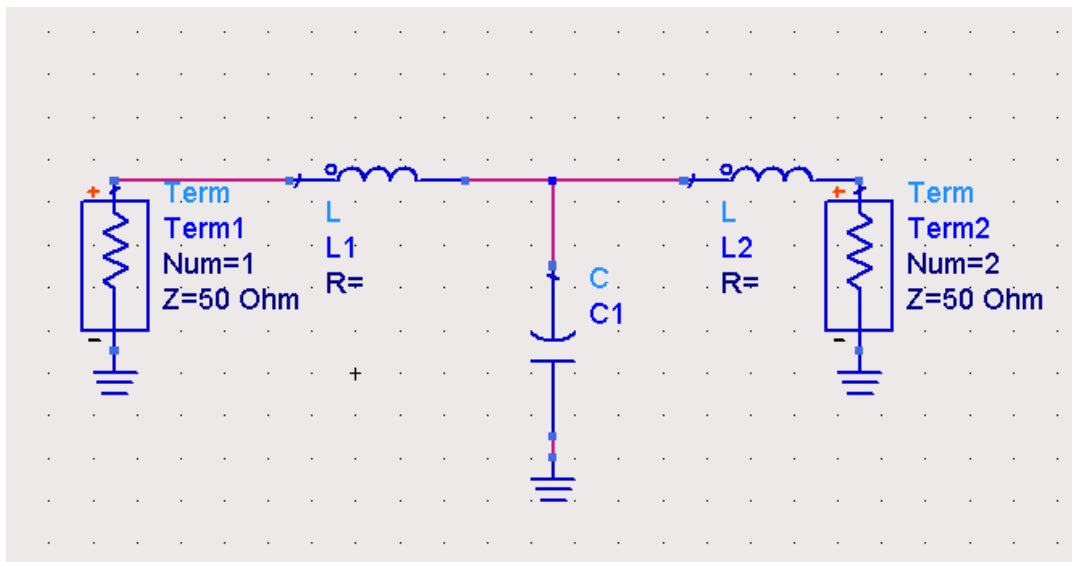 +
Term
Term1
Num=1
Z=50 Ohm
-
L
L1
R=
C
C1
L
L2
R=
+
Term
Term2
Num=2
Z=50 Ohm
-